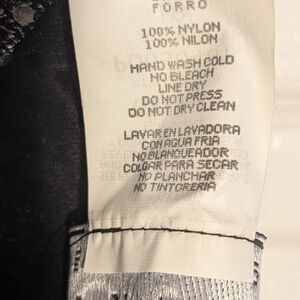 FORRO
100% NYLON
100% NILON
HAND WASH COLD
NO BLEACH
LINE DRY
DO NOT PRESS
DO NOT DRY CLEAN
LAVAR EN LAVADORA
CON AGUA FRIA
NO BLANQUEADOR
COLGAR PARA SECAR
NO PLANCHAR
NO TINTORERIA